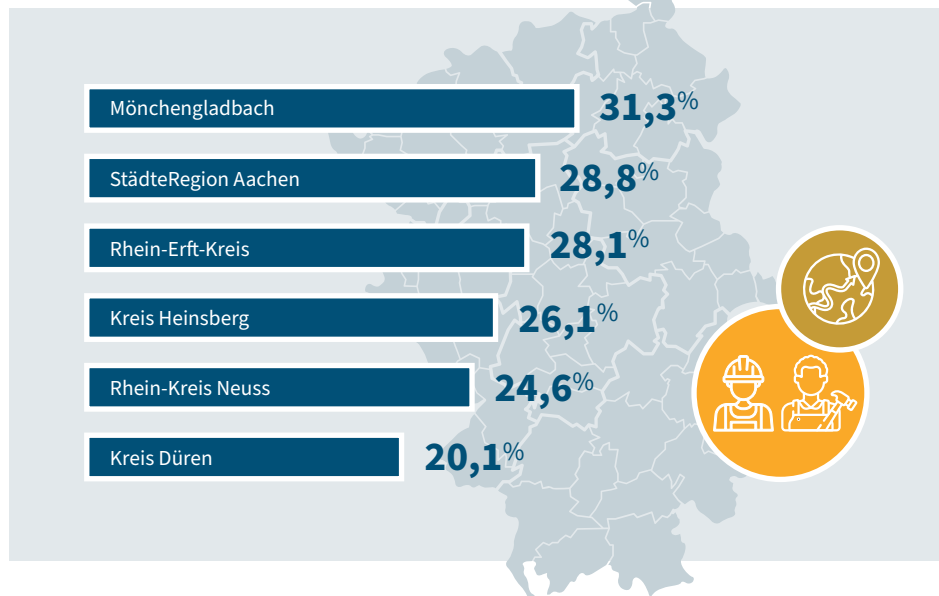 Mönchengladbach 31,3%
StädteRegion Aachen 28,8%
Rhein-Erft-Kreis 28,1%
Kreis Heinsberg 26,1%
Rhein-Kreis Neuss 24,6%
Kreis Düren 20,1%